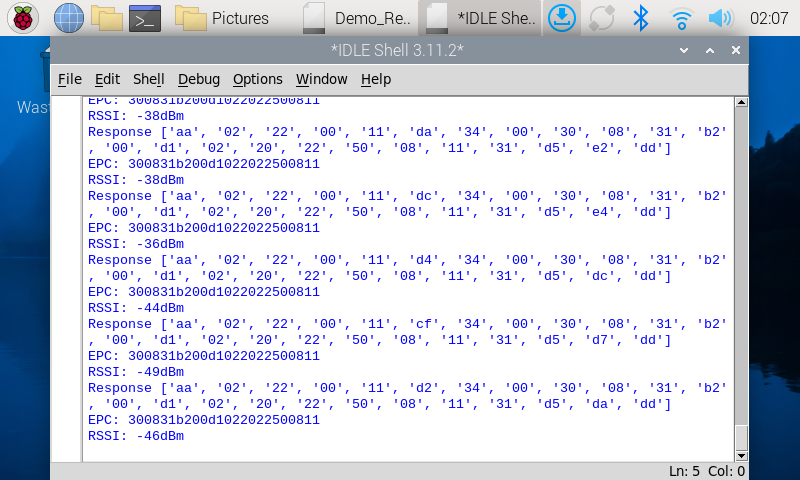 Pictures
Demo_Re..
*IDLE She..
02:07
*IDLE Shell 3.11.2*
File Edit Shell Debug Options Window Help
Was
EPC: 300831b200d1022022500811
RSSI: -38dBm
Response ['aa', '02', '22', '00', '11', 'da', '34', '00', '30', '08', '31', 'b2'
, '00', 'd1', '02', '20', '22', '50', '08', '11', '31', 'd5', 'e2', 'dd']
EPC: 300831b200d1022022500811
RSSI: -38dBm
Response ['aa', '02', '22', '00', '11', 'dc', '34', '00', '30', '08', '31', 'b2'
, '00', 'd1', '02', '20', '22', '50', '08', '11', '31', 'd5', 'e4', 'dd']
EPC: 300831b200d1022022500811
RSSI: -36dBm
Response ['aa', '02', '22', '00', '11', 'd4', '34', '00', '30', '08', '31', 'b2'
, '00', 'd1', '02', '20', '22', '50', '08', '11', '31', 'd5', 'dc', 'dd']
EPC: 300831b200d1022022500811
RSSI: -44dBm
Response ['aa', '02', '22', '00', '11', 'cf', '34', '00', '30', '08', '31', 'b2'
, '00', 'd1', '02', '20', '22', '50', '08', '11', '31', 'd5', 'd7', 'dd']
EPC: 300831b200d1022022500811
RSSI: -49dBm
Response ['aa', '02', '22', '00', '11', 'd2', '34', '00', '30', '08', '31', 'b2'
, '00', 'd1', '02', '20', '22', '50', '08', '11', '31', 'd5', 'da', 'dd']
EPC: 300831b200d1022022500811
RSSI: -46dBm
Ln: 5 Col: 0